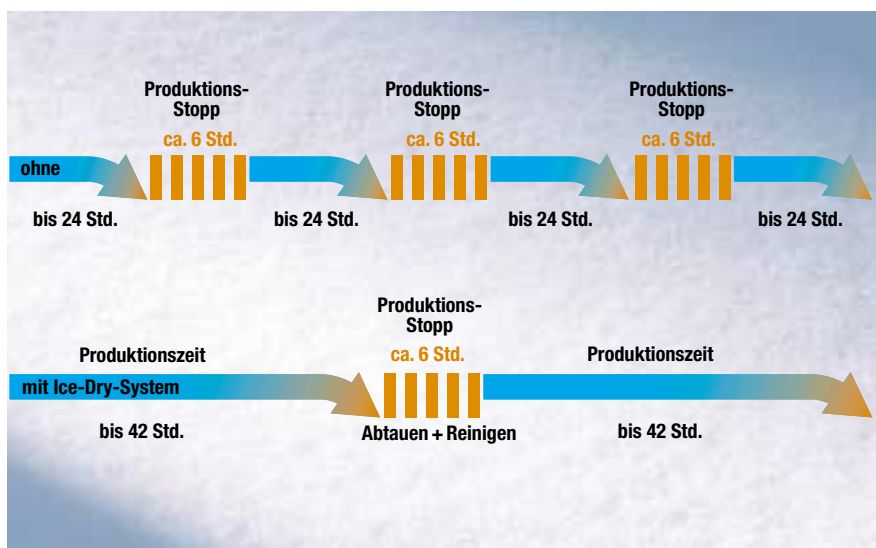 Produktions-
Stopp
ca. 6 Std.
Produktions-
Stopp
ca. 6 Std.
Produktions-
Stopp
ca. 6 Std.
ohne
bis 24 Std.
bis 24 Std.
bis 24 Std.
bis 24 Std.
Produktions-
Stopp
Produktionszeit
ca. 6 Std.
Produktionszeit
mit Ice-Dry-System
bis 42 Std.
Abtauen + Reinigen
bis 42 Std.